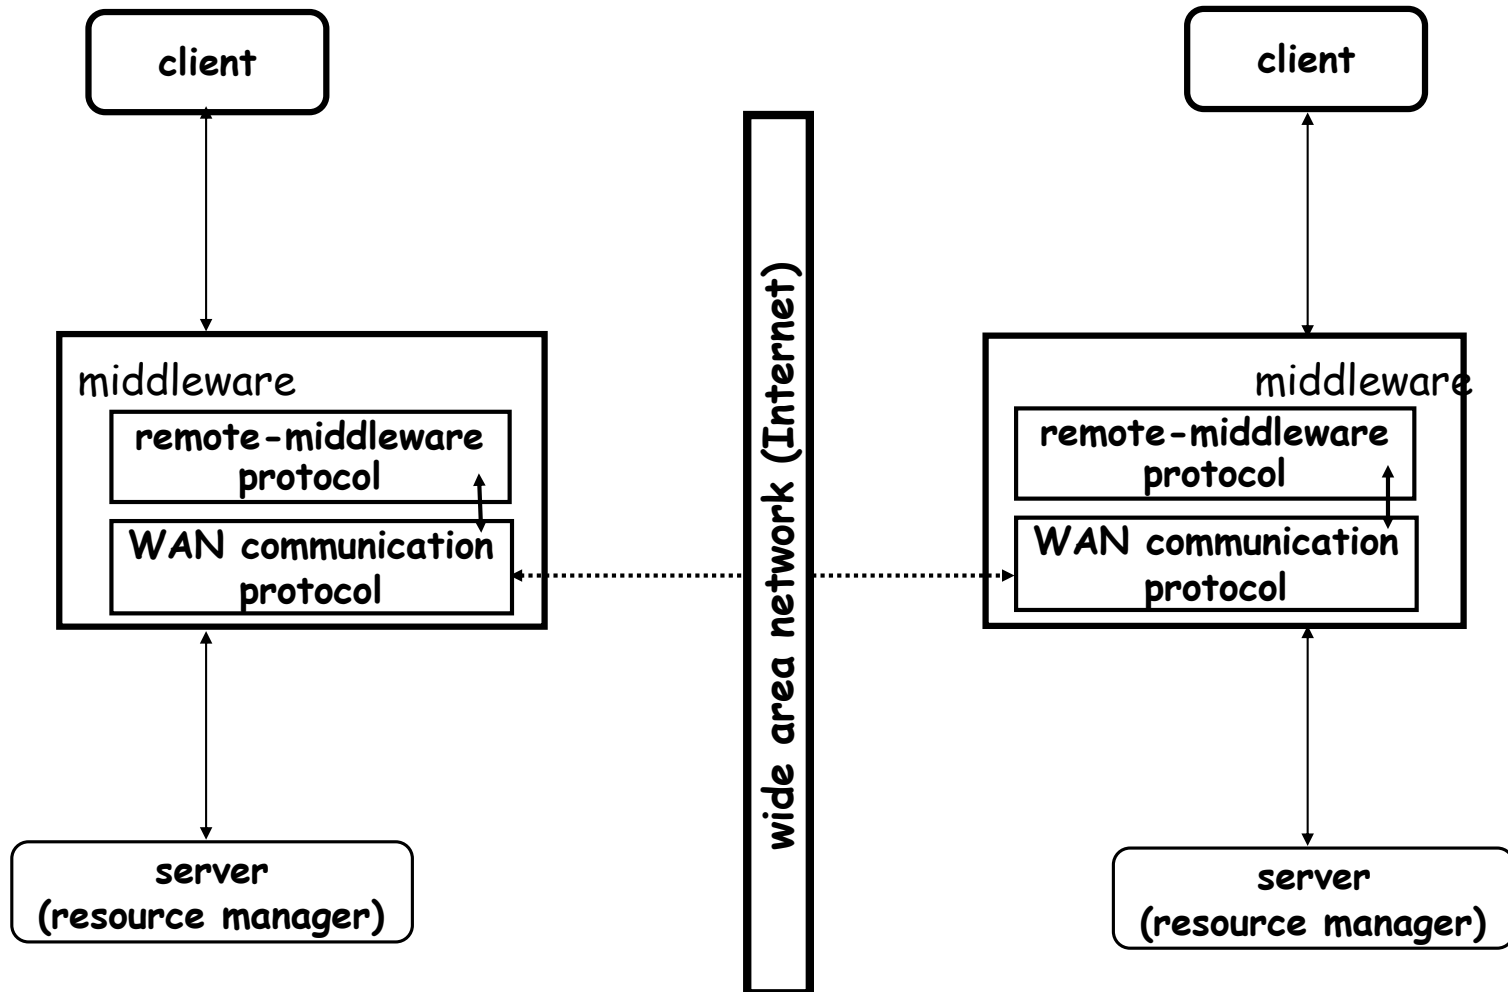 client
client
wide area network (Internet)
middleware
remote-middleware
protocol
WAN communication
protocol
middleware
remote-middleware
protocol
WAN communication
protocol
server
(resource manager)
server
(resource manager)